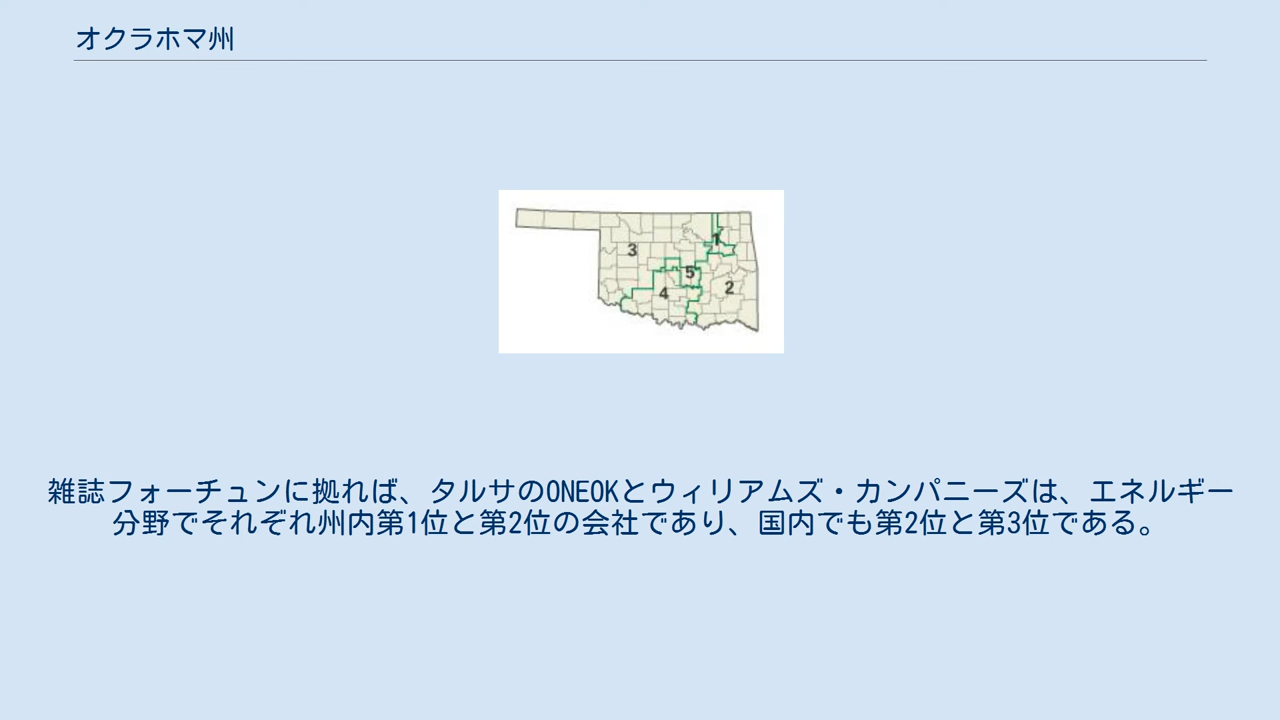 オクラホマ州
1
3
5
2
4
雑誌フォーチュンに拠れば、タルサのONEOKとウィリアムズ・カンパニーズは、エネルギー
分野でそれぞれ州内第1位と第2位の会社であり、国内でも第2位と第3位である。